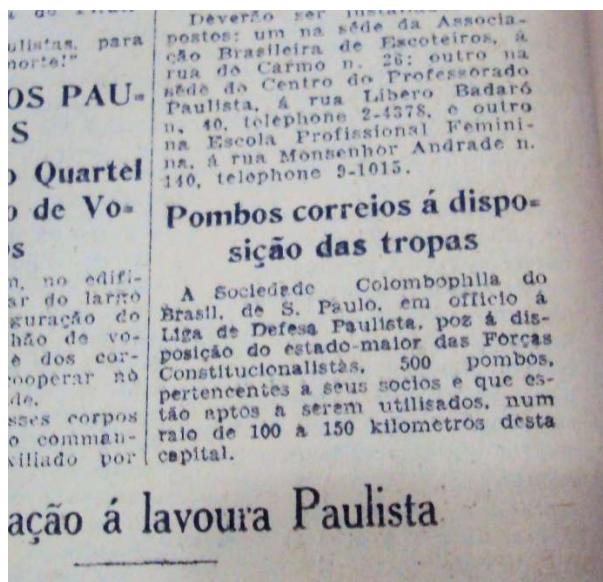 ulistas, para
morte!"
OS PAU-
S
o Quartel
o de Vo-
os
n, no edifi-
ar do largo
guração do
hão de vo-
e dos cor-
cooperar no
de.
sses corpos
o comman-
xiliado por
Deverão ser
postos: um na séde da Associa-
ção Brasileira de Escoteiros, á
rua do Carmo n. 26; outro na
séde do Centro do Professorado
Paulista, á rua Libero Badaró
n. 40, telephone 2-4378, e outro
na Escola Profissional Femini-
na, á rua Monsenhor Andrade n.
140, telephone 9-1015.
Pombos correios á dispo-
sição das tropas
A Sociedade Colombophila do
Brasil, de S. Paulo, em officio á
Liga de Defesa Paulista, poz á dis-
posição do estado-maior das Forças
Constitucionalistas, 500 pombos,
pertencentes a seus socios e que es-
tão aptos a serem utilisados, num
raio de 100 a 150 kilometros desta
capital.
ação á lavoura Paulista